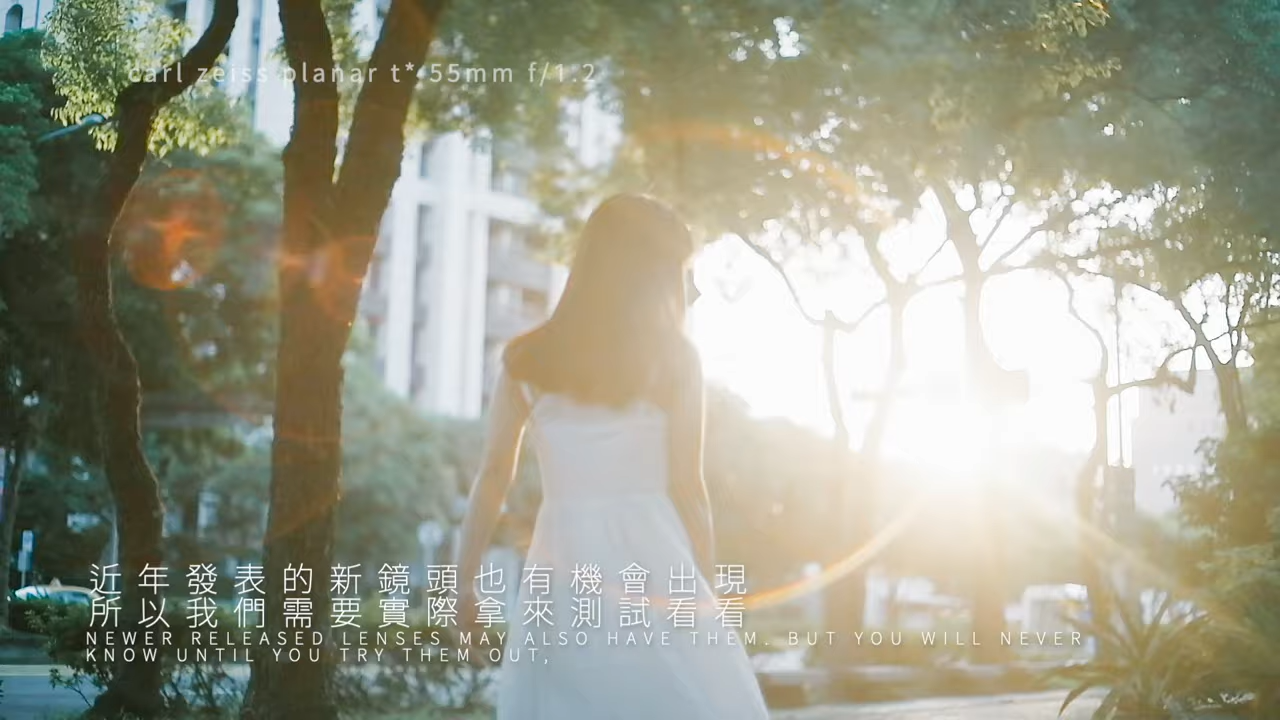 carl zeiss planar t* 55mm f/1.2
近年發表的新鏡頭也有機會出現
所以我們需要實際拿來測試看看
NEWER RELEASED LENSES MAY ALSO HAVE THEM. BUT YOU WILL NEVER
KNOW UNTIL YOU TRY THEM OUT,